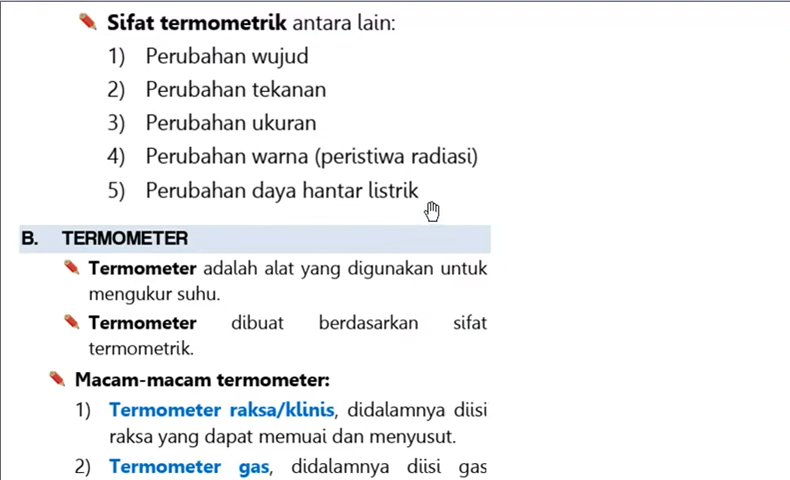 Sifat termometrik antara lain:
1) Perubahan wujud
2) Perubahan tekanan
3) Perubahan ukuran
4) Perubahan warna (peristiwa radiasi)
5) Perubahan daya hantar listrik
B. TERMOMETER
Termometer adalah alat yang digunakan untuk
mengukur suhu.
Termometer dibuat berdasarkan sifat
termometrik.
Macam-macam termometer:
1) Termometer raksa/klinis, didalamnya diisi
raksa yang dapat memuai dan menyusut.
2) Termometer gas, didalamnya diisi gas